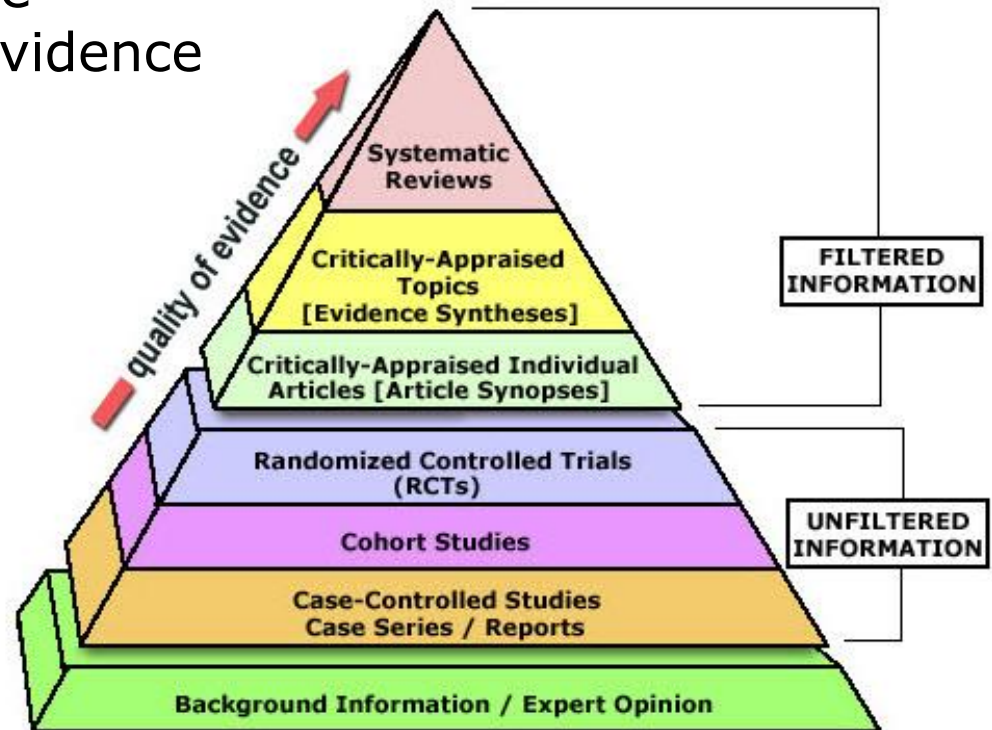 vidence
quality of evidence
Systematic
Reviews
Critically-Appraised
Topics
[Evidence Syntheses]
Critically-Appraised Individual
Articles [Article Synopses]
FILTERED
INFORMATION
Randomized Controlled Trials
(RCTs)
Cohort Studies
Case-Controlled Studies
Case Series / Reports
UNFILTERED
INFORMATION
Background Information / Expert Opinion